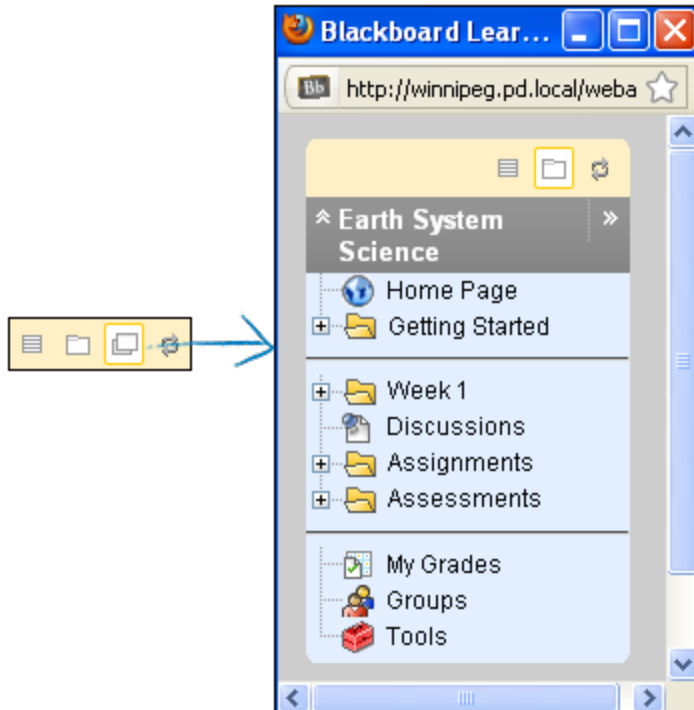 Blackboard Lear...
Bb http://winnipeg.pd.local/weba
Earth System
Science
Home Page
Getting Started
Week 1
Discussions
Assignments
Assessments
My Grades
Groups
Tools